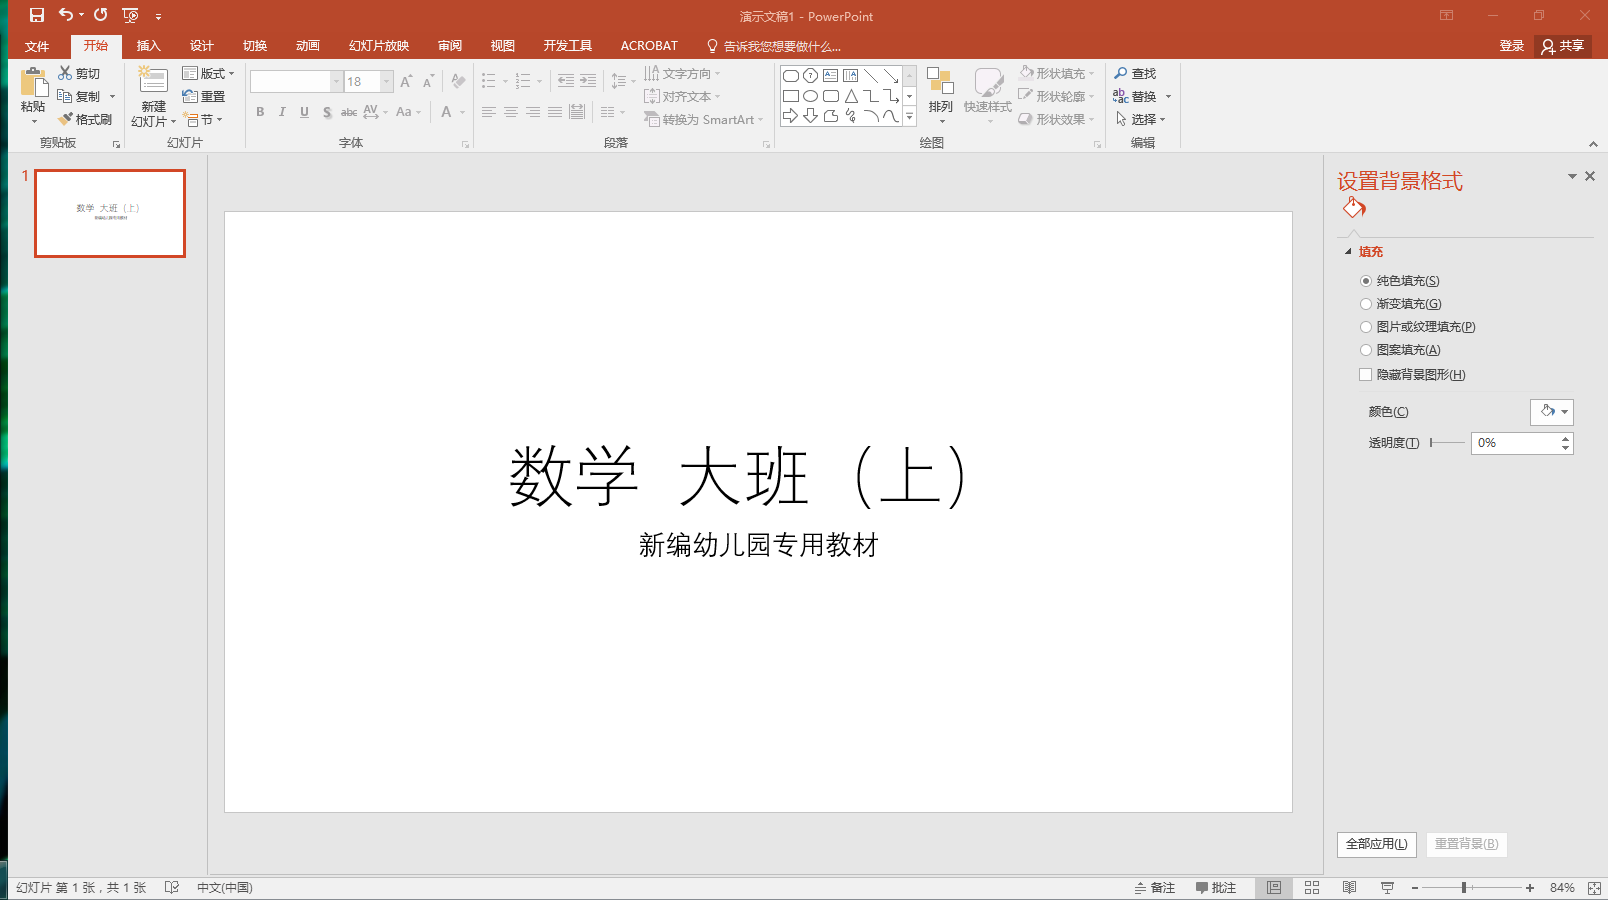 演示文稿1 - PowerPoint
文件 开始 插入 设计 切换 动画 幻灯片放映 审阅 视图 开发工具 ACROBAT 告诉我您想要做什么... 登录 共享
粘贴 剪切 复制 格式刷 剪贴板
新建 幻灯片 版式 重置 节 幻灯片
18 B I U S abc AV Aa A 字体
文字方向 对齐文本 转换为 SmartArt 段落
排列 快速样式 形状填充 形状轮廓 形状效果 绘图
查找 替换 选择 编辑
1
数学 大班（上）
新编幼儿园专用教材
数学 大班（上）
新编幼儿园专用教材
设置背景格式
填充
纯色填充(S)
渐变填充(G)
图片或纹理填充(P)
图案填充(A)
隐藏背景图形(H)
颜色(C)
透明度(T) 0%
全部应用(L) 重置背景(B)
幻灯片 第 1 张，共 1 张 中文(中国) 备注 批注 84%